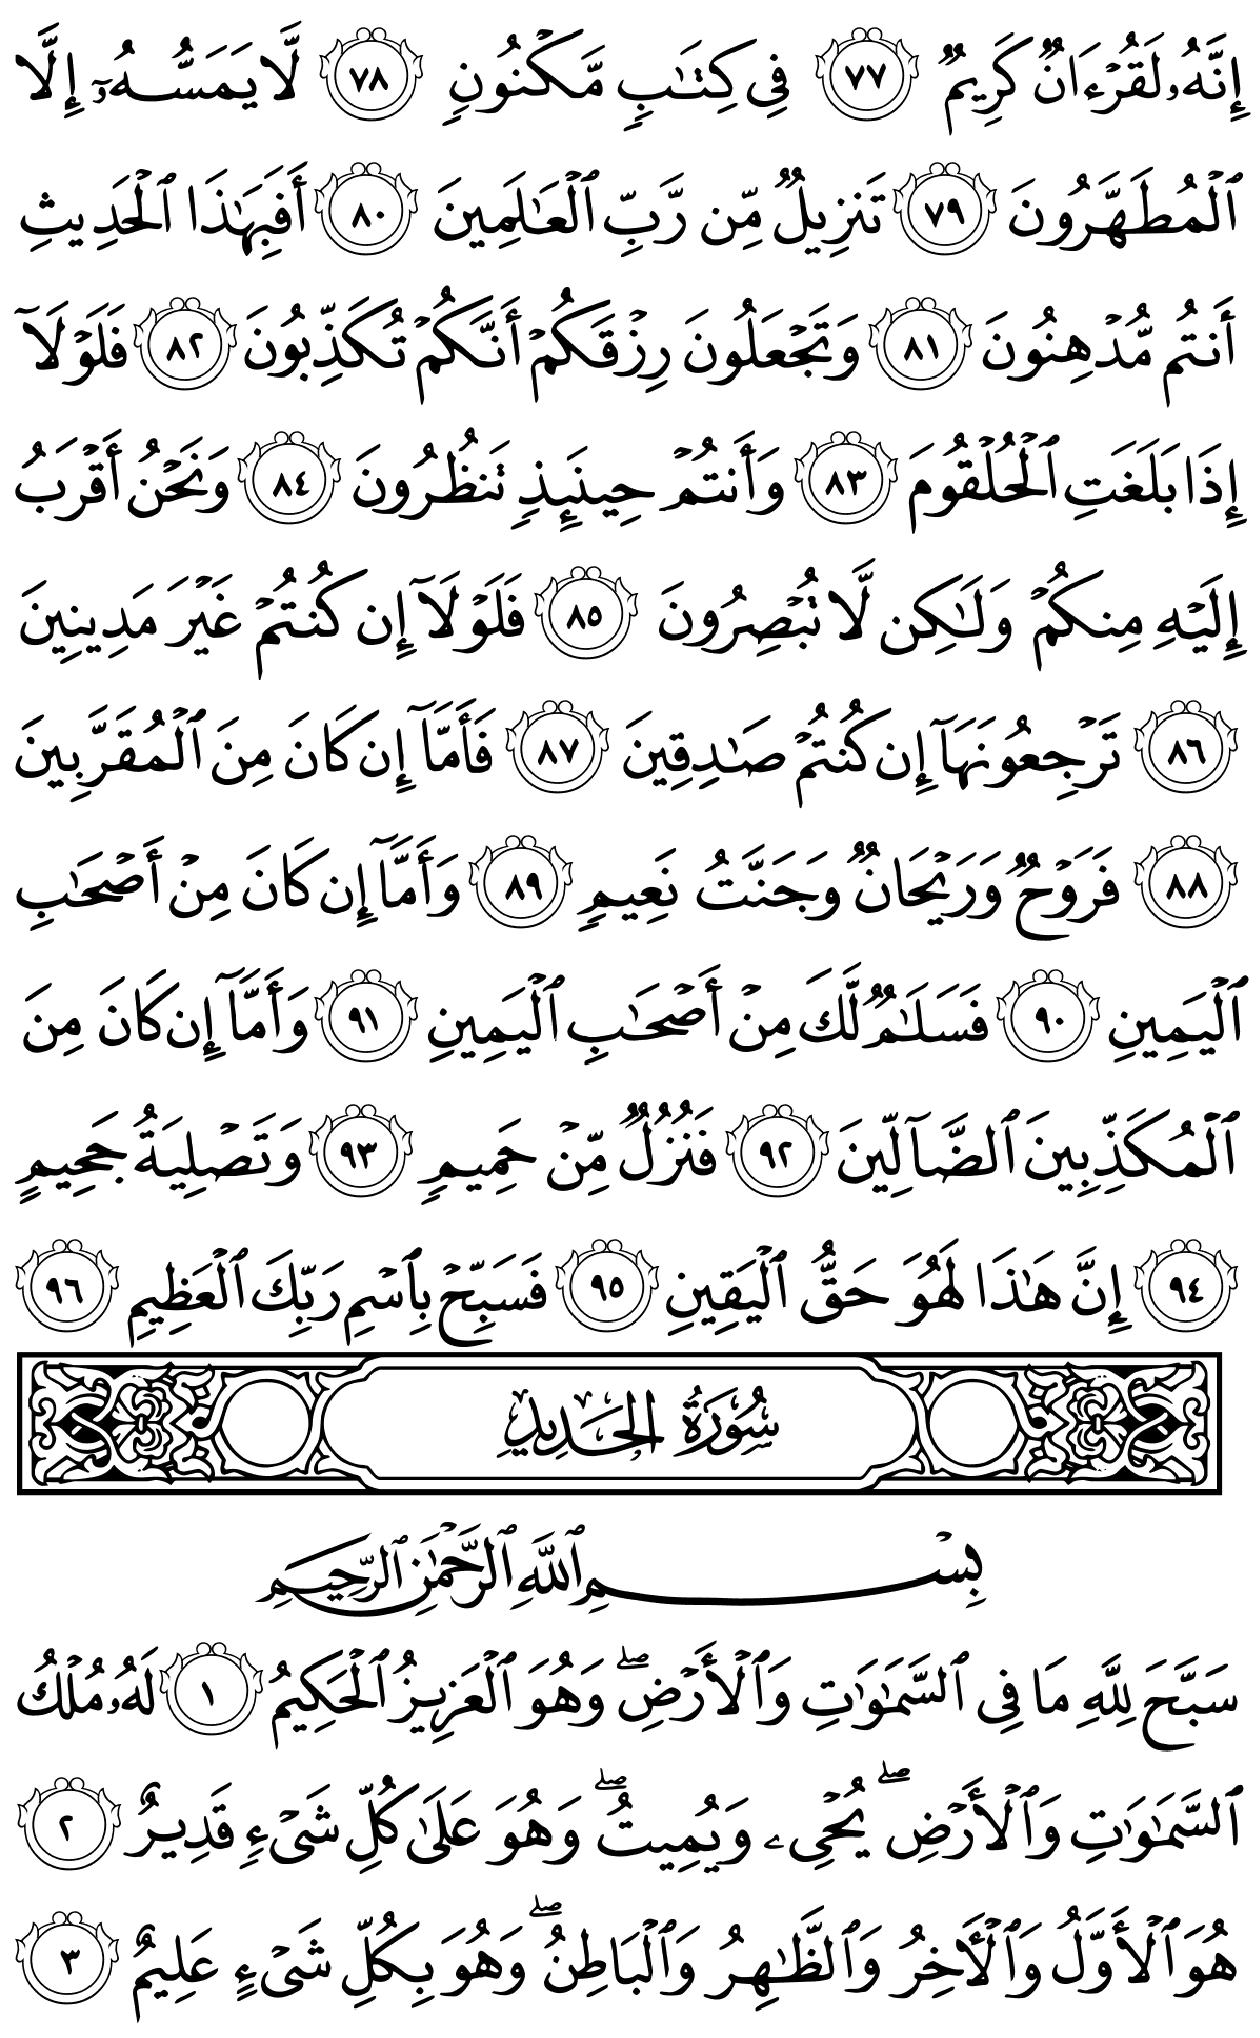 إِنَّهُۥ لَقُرْءَانٌ كَرِيمٌ ٧٧ فِى كِتَٰبٍ مَّكْنُونٍ ٧٨ لَّا يَمَسُّهُۥٓ إِلَّا
ٱلْمُطَهَّرُونَ ٧٩ تَنزِيلٌ مِّن رَّبِّ ٱلْعَٰلَمِينَ ٨٠ أَفَبِهَٰذَا ٱلْحَدِيثِ
أَنتُم مُّدْهِنُونَ ٨١ وَتَجْعَلُونَ رِزْقَكُمْ أَنَّكُمْ تُكَذِّبُونَ ٨٢ فَلَوْلَآ
إِذَا بَلَغَتِ ٱلْحُلْقُومَ ٨٣ وَأَنتُمْ حِينَئِذٍ تَنظُرُونَ ٨٤ وَنَحْنُ أَقْرَبُ
إِلَيْهِ مِنكُمْ وَلَٰكِن لَّا تُبْصِرُونَ ٨٥ فَلَوْلَآ إِن كُنتُمْ غَيْرَ مَدِينِينَ
٨٦ تَرْجِعُونَهَآ إِن كُنتُمْ صَٰدِقِينَ ٨٧ فَأَمَّآ إِن كَانَ مِنَ ٱلْمُقَرَّبِينَ
٨٨ فَرَوْحٌ وَرَيْحَانٌ وَجَنَّتُ نَعِيمٍ ٨٩ وَأَمَّآ إِن كَانَ مِنْ أَصْحَٰبِ
ٱلْيَمِينِ ٩٠ فَسَلَٰمٌ لَّكَ مِنْ أَصْحَٰبِ ٱلْيَمِينِ ٩١ وَأَمَّآ إِن كَانَ مِنَ
ٱلْمُكَذِّبِينَ ٱلضَّآلِّينَ ٩٢ فَنُزُلٌ مِّنْ حَمِيمٍ ٩٣ وَتَصْلِيَةُ جَحِيمٍ
٩٤ إِنَّ هَٰذَا لَهُوَ حَقُّ ٱلْيَقِينِ ٩٥ فَسَبِّحْ بِٱسْمِ رَبِّكَ ٱلْعَظِيمِ ٩٦
سُورَةُ الحَدِيدِ
بِسْمِ ٱللَّهِ ٱلرَّحْمَٰنِ ٱلرَّحِيمِ
سَبَّحَ لِلَّهِ مَا فِى ٱلسَّمَٰوَٰتِ وَٱلْأَرْضِ ۖ وَهُوَ ٱلْعَزِيزُ ٱلْحَكِيمُ ١ لَهُۥ مُلْكُ
ٱلسَّمَٰوَٰتِ وَٱلْأَرْضِ ۖ يُحْىِۦ وَيُمِيتُ ۖ وَهُوَ عَلَىٰ كُلِّ شَىْءٍ قَدِيرٌ ٢
هُوَ ٱلْأَوَّلُ وَٱلْءَاخِرُ وَٱلظَّٰهِرُ وَٱلْبَاطِنُ ۖ وَهُوَ بِكُلِّ شَىْءٍ عَلِيمٌ ٣